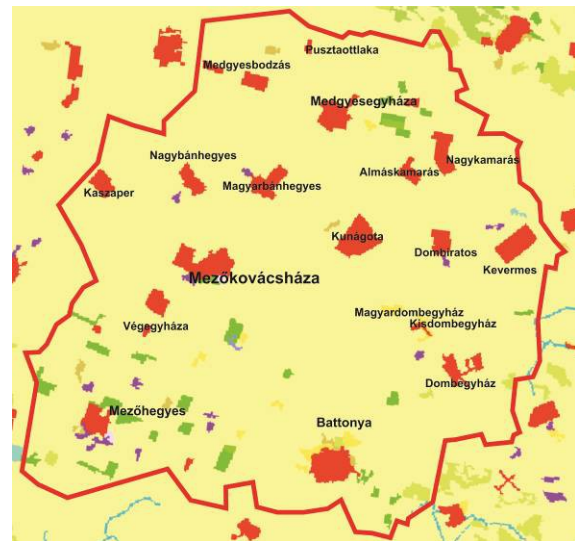 Pusztaottlaka
Medgyesbodzás
Medgyesegyháza
Nagybánhegyes
Nagykamarás
Almáskamarás
Magyarbánhegyes
Kaszaper
Kunágota
Dombiratos
Kevermes
Mezőkovácsháza
Magyardombegyház
Kisdombegyház
Végegyháza
Dombegyház
Mezőhegyes
Battonya